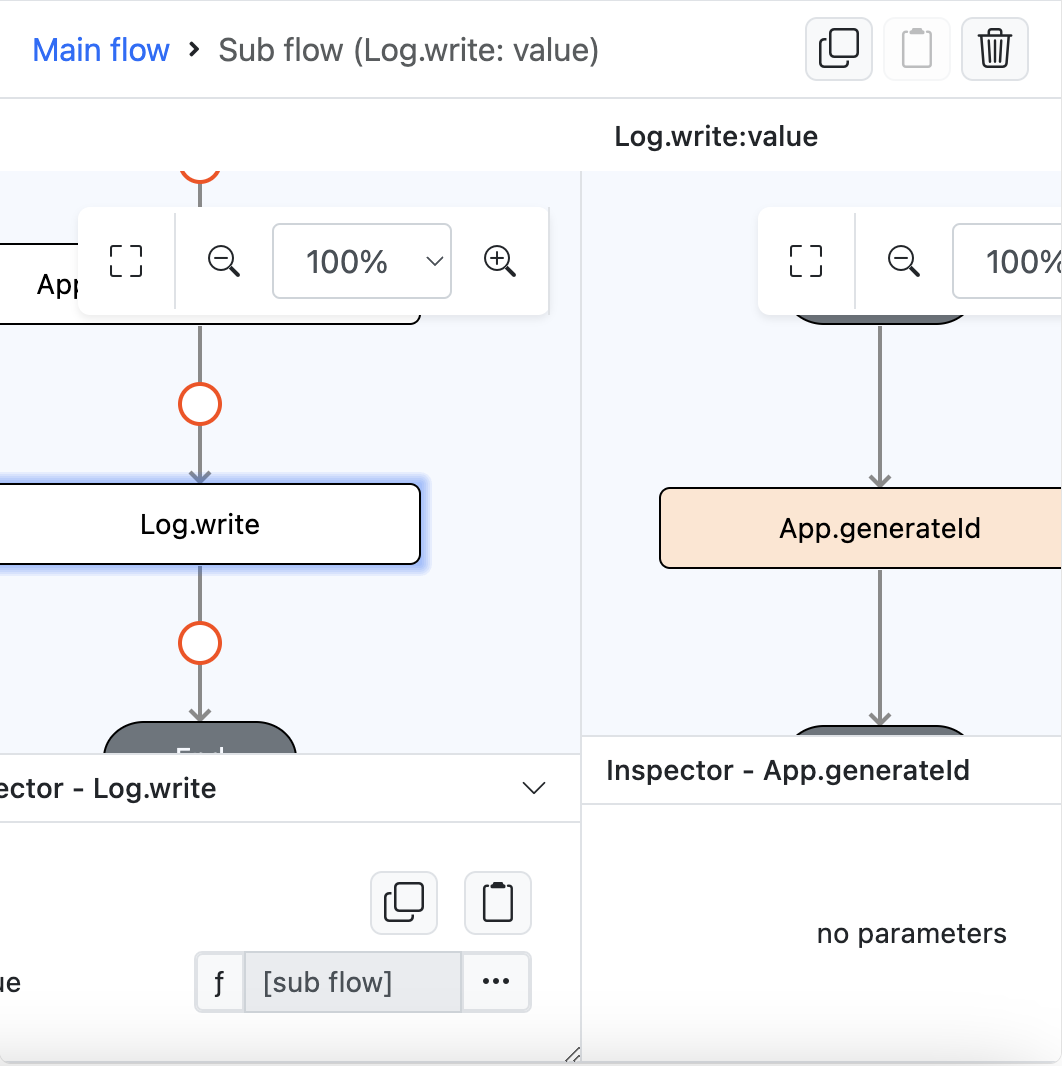 Main flow > Sub flow (Log.write: value)
Log.write:value
100%
100%
App
Log.write
App.generateId
End
ector - Log.write
Inspector - App.generateId
no parameters
ue
ƒ [sub flow] •••